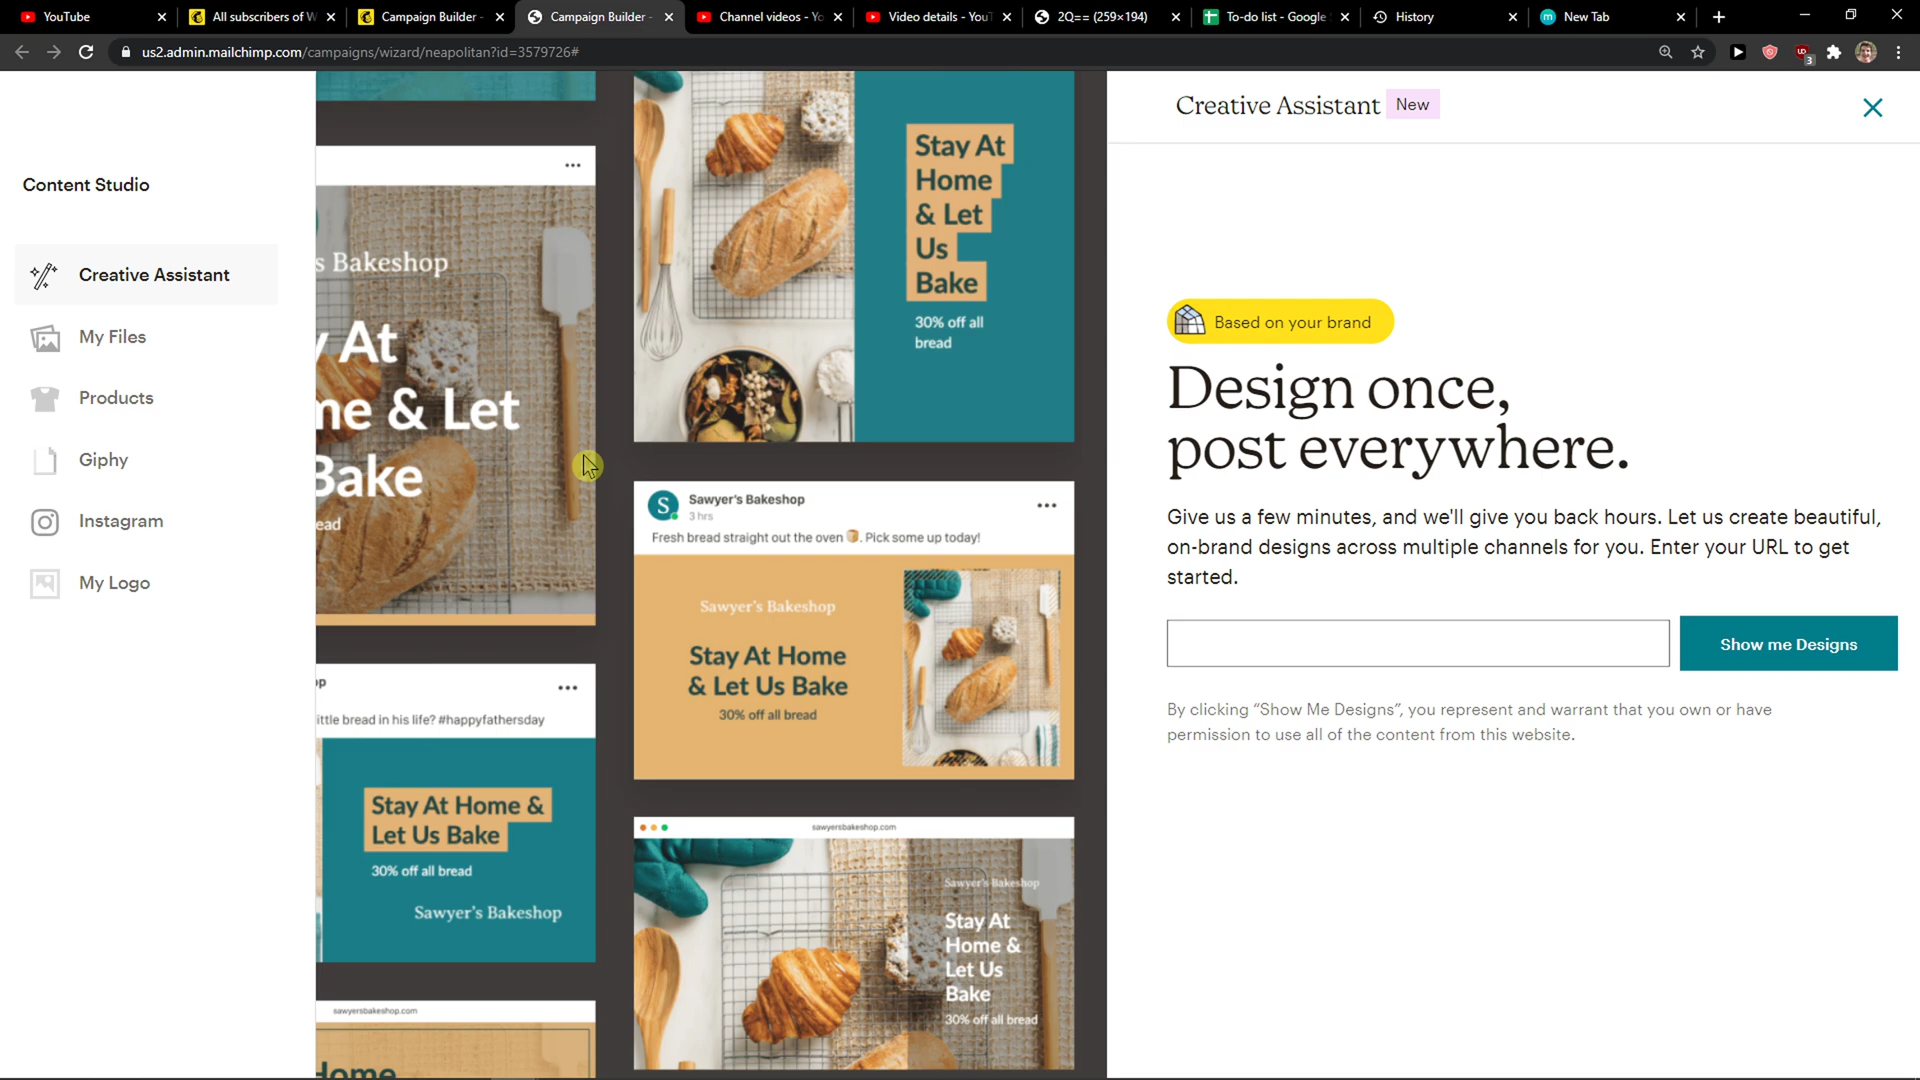 YouTube
All subscribers of W
Campaign Builder -
Campaign Builder -
Channel videos - Yo
Video details - YouT
2Q== (259×194)
To-do list - Google
History
New Tab
us2.admin.mailchimp.com/campaigns/wizard/neapolitan?id=3579726#
3
Content Studio
Creative Assistant
My Files
Products
Giphy
Instagram
My Logo
s Bakeshop
At
me & Let
Bake
ead
op
ittle bread in his life? #happyfathersday
Stay At Home &
Let Us Bake
30% off all bread
Sawyer's Bakeshop
sawyersbakeshop.com
Home
Stay At
Home
& Let
Us
Bake
30% off all
bread
S
Sawyer's Bakeshop
3 hrs
Fresh bread straight out the oven 🍞. Pick some up today!
Sawyer's Bakeshop
Stay At Home
& Let Us Bake
30% off all bread
sawyersbakeshop.com
Sawyer's Bakeshop
Stay At
Home &
Let Us
Bake
30% off all bread
Creative Assistant New
Based on your brand
Design once,
post everywhere.
Give us a few minutes, and we'll give you back hours. Let us create beautiful,
on-brand designs across multiple channels for you. Enter your URL to get
started.
Show me Designs
By clicking “Show Me Designs”, you represent and warrant that you own or have
permission to use all of the content from this website.